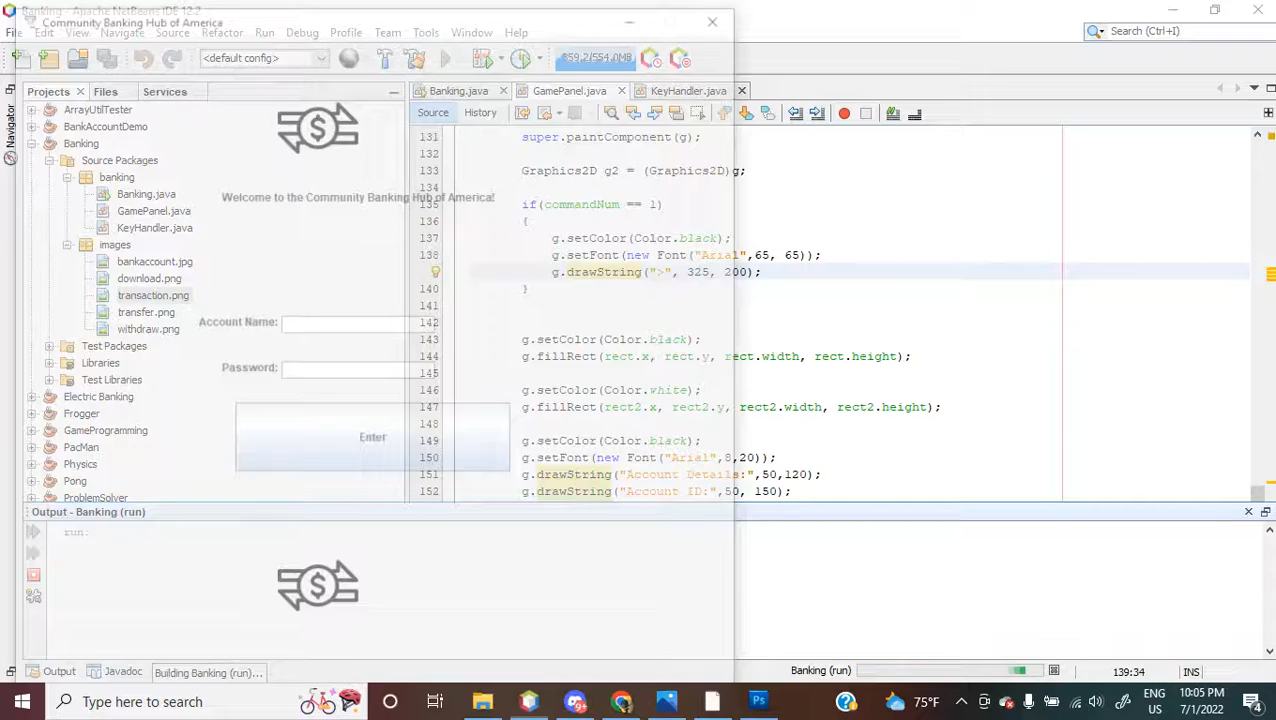 Banking - Apache NetBeans IDE 12.2
Community Banking Hub of America
File Edit View Navigate Source Refactor Run Debug Profile Team Tools Window Help
Search (Ctrl+I)
<default config>
359.2/554.0MB
Projects Files Services
Banking.java GamePanel.java KeyHandler.java
Source History
Navigator
ArrayUtilTester
BankAccountDemo
Banking
Source Packages
banking
Banking.java
GamePanel.java
KeyHandler.java
images
bankaccount.jpg
download.png
transaction.png
transfer.png
withdraw.png
Test Packages
Libraries
Test Libraries
Electric Banking
Frogger
GameProgramming
PacMan
Physics
Pong
ProblemSolver
Welcome to the Community Banking Hub of America!
Account Name:
Password:
Enter
131 super.paintComponent(g);
132
133 Graphics2D g2 = (Graphics2D)g;
134
135 if(commandNum == 1)
136 {
137 g.setColor(Color.black);
138 g.setFont(new Font("Arial",65, 65));
139 g.drawString(">", 325, 200);
140 }
141
142
143 g.setColor(Color.black);
144 g.fillRect(rect.x, rect.y, rect.width, rect.height);
145
146 g.setColor(Color.white);
147 g.fillRect(rect2.x, rect2.y, rect2.width, rect2.height);
148
149 g.setColor(Color.black);
150 g.setFont(new Font("Arial",8,20));
151 g.drawString("Account Details:",50,120);
152 g.drawString("Account ID:",50, 150);
Output - Banking (run)
run:
Output Javadoc Building Banking (run)...
Banking (run)
139:34 INS
Type here to search
75°F
ENG
US
10:05 PM
7/1/2022
4